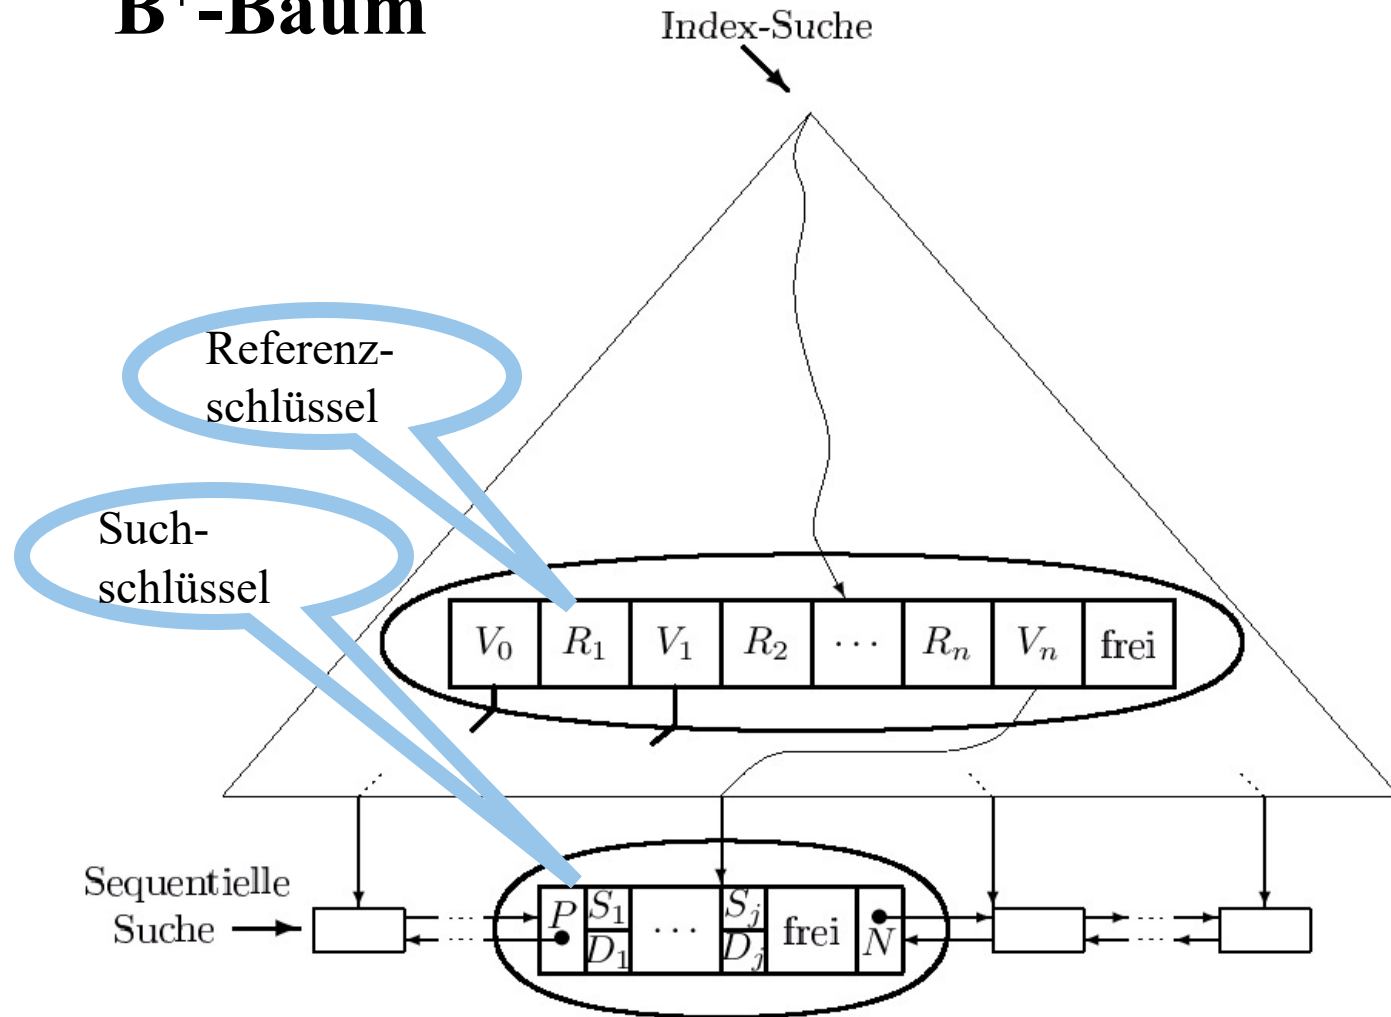 B⁺-Baum
Index-Suche
Referenz-
schlüssel
Such-
schlüssel
V₀ R₁ V₁ R₂ ··· Rₙ Vₙ frei
Sequentielle
Suche
P S₁ ··· Sⱼ frei N
D₁ Dⱼ